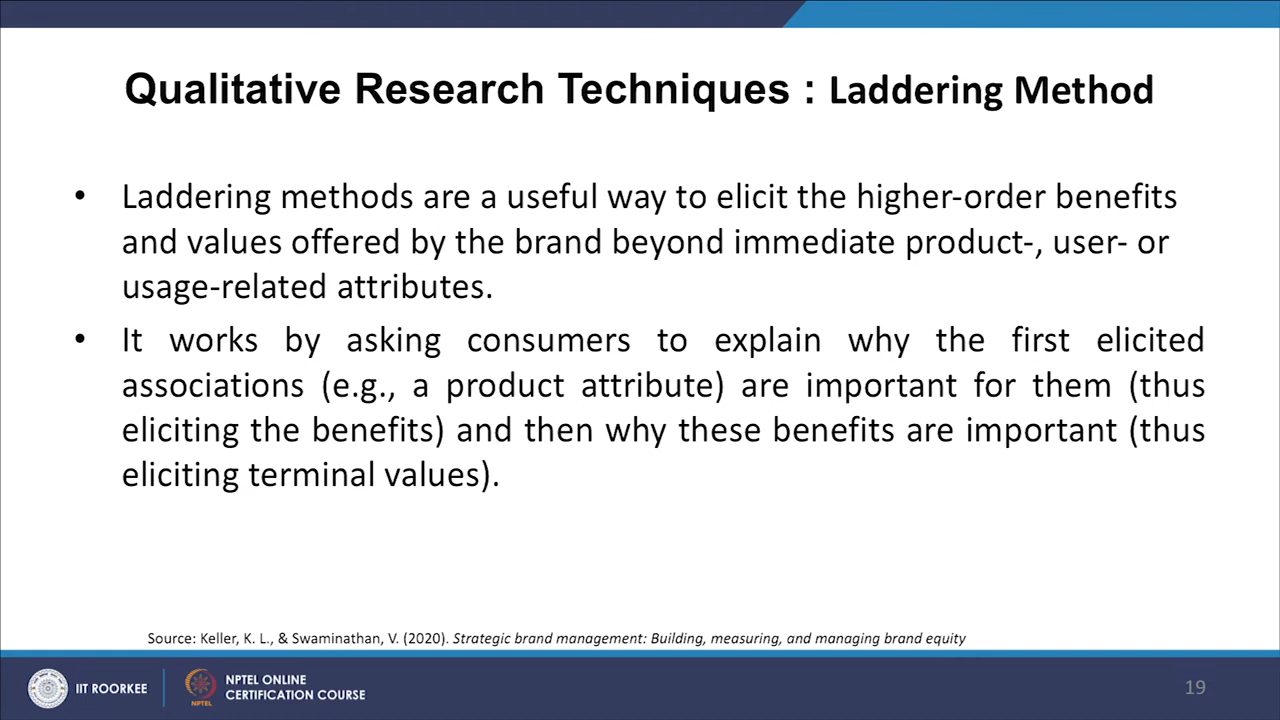 Qualitative Research Techniques : Laddering Method
• Laddering methods are a useful way to elicit the higher-order benefits
and values offered by the brand beyond immediate product-, user- or
usage-related attributes.
• It works by asking consumers to explain why the first elicited
associations (e.g., a product attribute) are important for them (thus
eliciting the benefits) and then why these benefits are important (thus
eliciting terminal values).
Source: Keller, K. L., & Swaminathan, V. (2020). Strategic brand management: Building, measuring, and managing brand equity
IIT ROORKEE
NPTEL
NPTEL ONLINE
CERTIFICATION COURSE
19